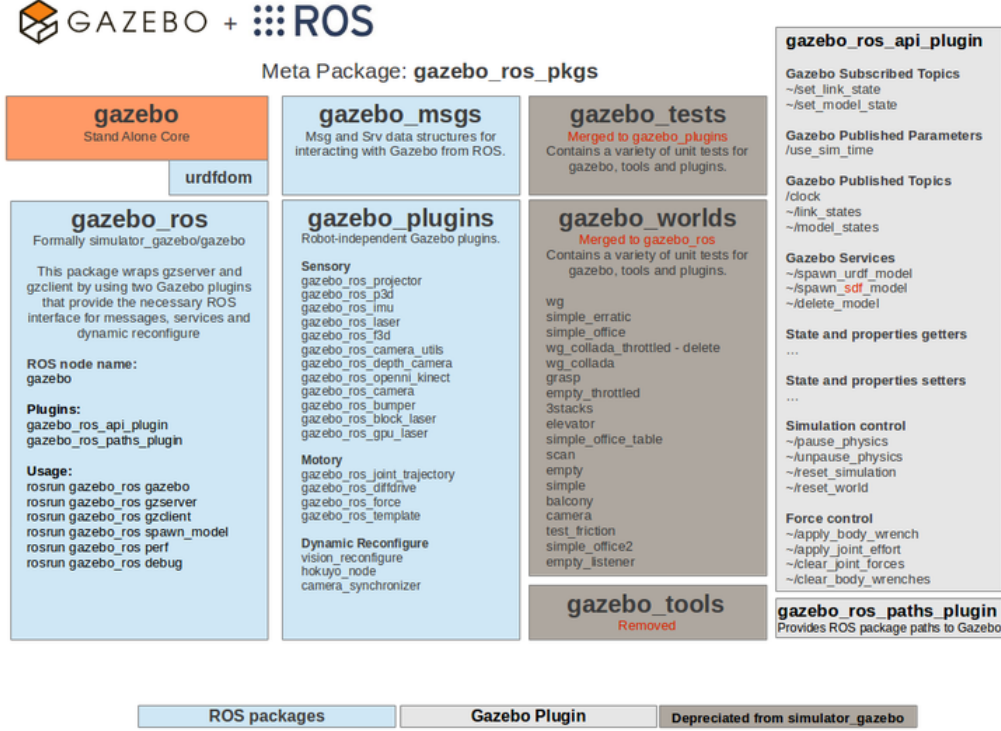 GAZEBO + ROS
Meta Package: gazebo_ros_pkgs
gazebo
Stand Alone Core
urdfdom
gazebo_ros
Formally simulator_gazebo/gazebo
This package wraps gzserver and
gzclient by using two Gazebo plugins
that provide the necessary ROS
interface for messages, services and
dynamic reconfigure
ROS node name:
gazebo
Plugins:
gazebo_ros_api_plugin
gazebo_ros_paths_plugin
Usage:
rosrun gazebo_ros gazebo
rosrun gazebo_ros gzserver
rosrun gazebo_ros gzclient
rosrun gazebo_ros spawn_model
rosrun gazebo_ros perf
rosrun gazebo_ros debug
gazebo_msgs
Msg and Srv data structures for
interacting with Gazebo from ROS.
gazebo_plugins
Robot-independent Gazebo plugins.
Sensory
gazebo_ros_projector
gazebo_ros_p3d
gazebo_ros_imu
gazebo_ros_laser
gazebo_ros_f3d
gazebo_ros_camera_utils
gazebo_ros_depth_camera
gazebo_ros_openni_kinect
gazebo_ros_camera
gazebo_ros_bumper
gazebo_ros_block_laser
gazebo_ros_gpu_laser
Motory
gazebo_ros_joint_trajectory
gazebo_ros_diffdrive
gazebo_ros_force
gazebo_ros_template
Dynamic Reconfigure
vision_reconfigure
hokuyo_node
camera_synchronizer
gazebo_tests
Merged to gazebo_plugins
Contains a variety of unit tests for
gazebo, tools and plugins.
gazebo_worlds
Merged to gazebo_ros
Contains a variety of unit tests for
gazebo, tools and plugins.
wg
simple_erratic
simple_office
wg_collada_throttled - delete
wg_collada
grasp
empty_throttled
3stacks
elevator
simple_office_table
scan
empty
simple
balcony
camera
test_friction
simple_office2
empty_listener
gazebo_tools
Removed
gazebo_ros_api_plugin
Gazebo Subscribed Topics
~/set_link_state
~/set_model_state
Gazebo Published Parameters
/use_sim_time
Gazebo Published Topics
/clock
~/link_states
~/model_states
Gazebo Services
~/spawn_urdf_model
~/spawn_sdf_model
~/delete_model
State and properties getters
...
State and properties setters
...
Simulation control
~/pause_physics
~/unpause_physics
~/reset_simulation
~/reset_world
Force control
~/apply_body_wrench
~/apply_joint_effort
~/clear_joint_forces
~/clear_body_wrenches
gazebo_ros_paths_plugin
Provides ROS package paths to Gazebo
ROS packages
Gazebo Plugin
Depreciated from simulator_gazebo